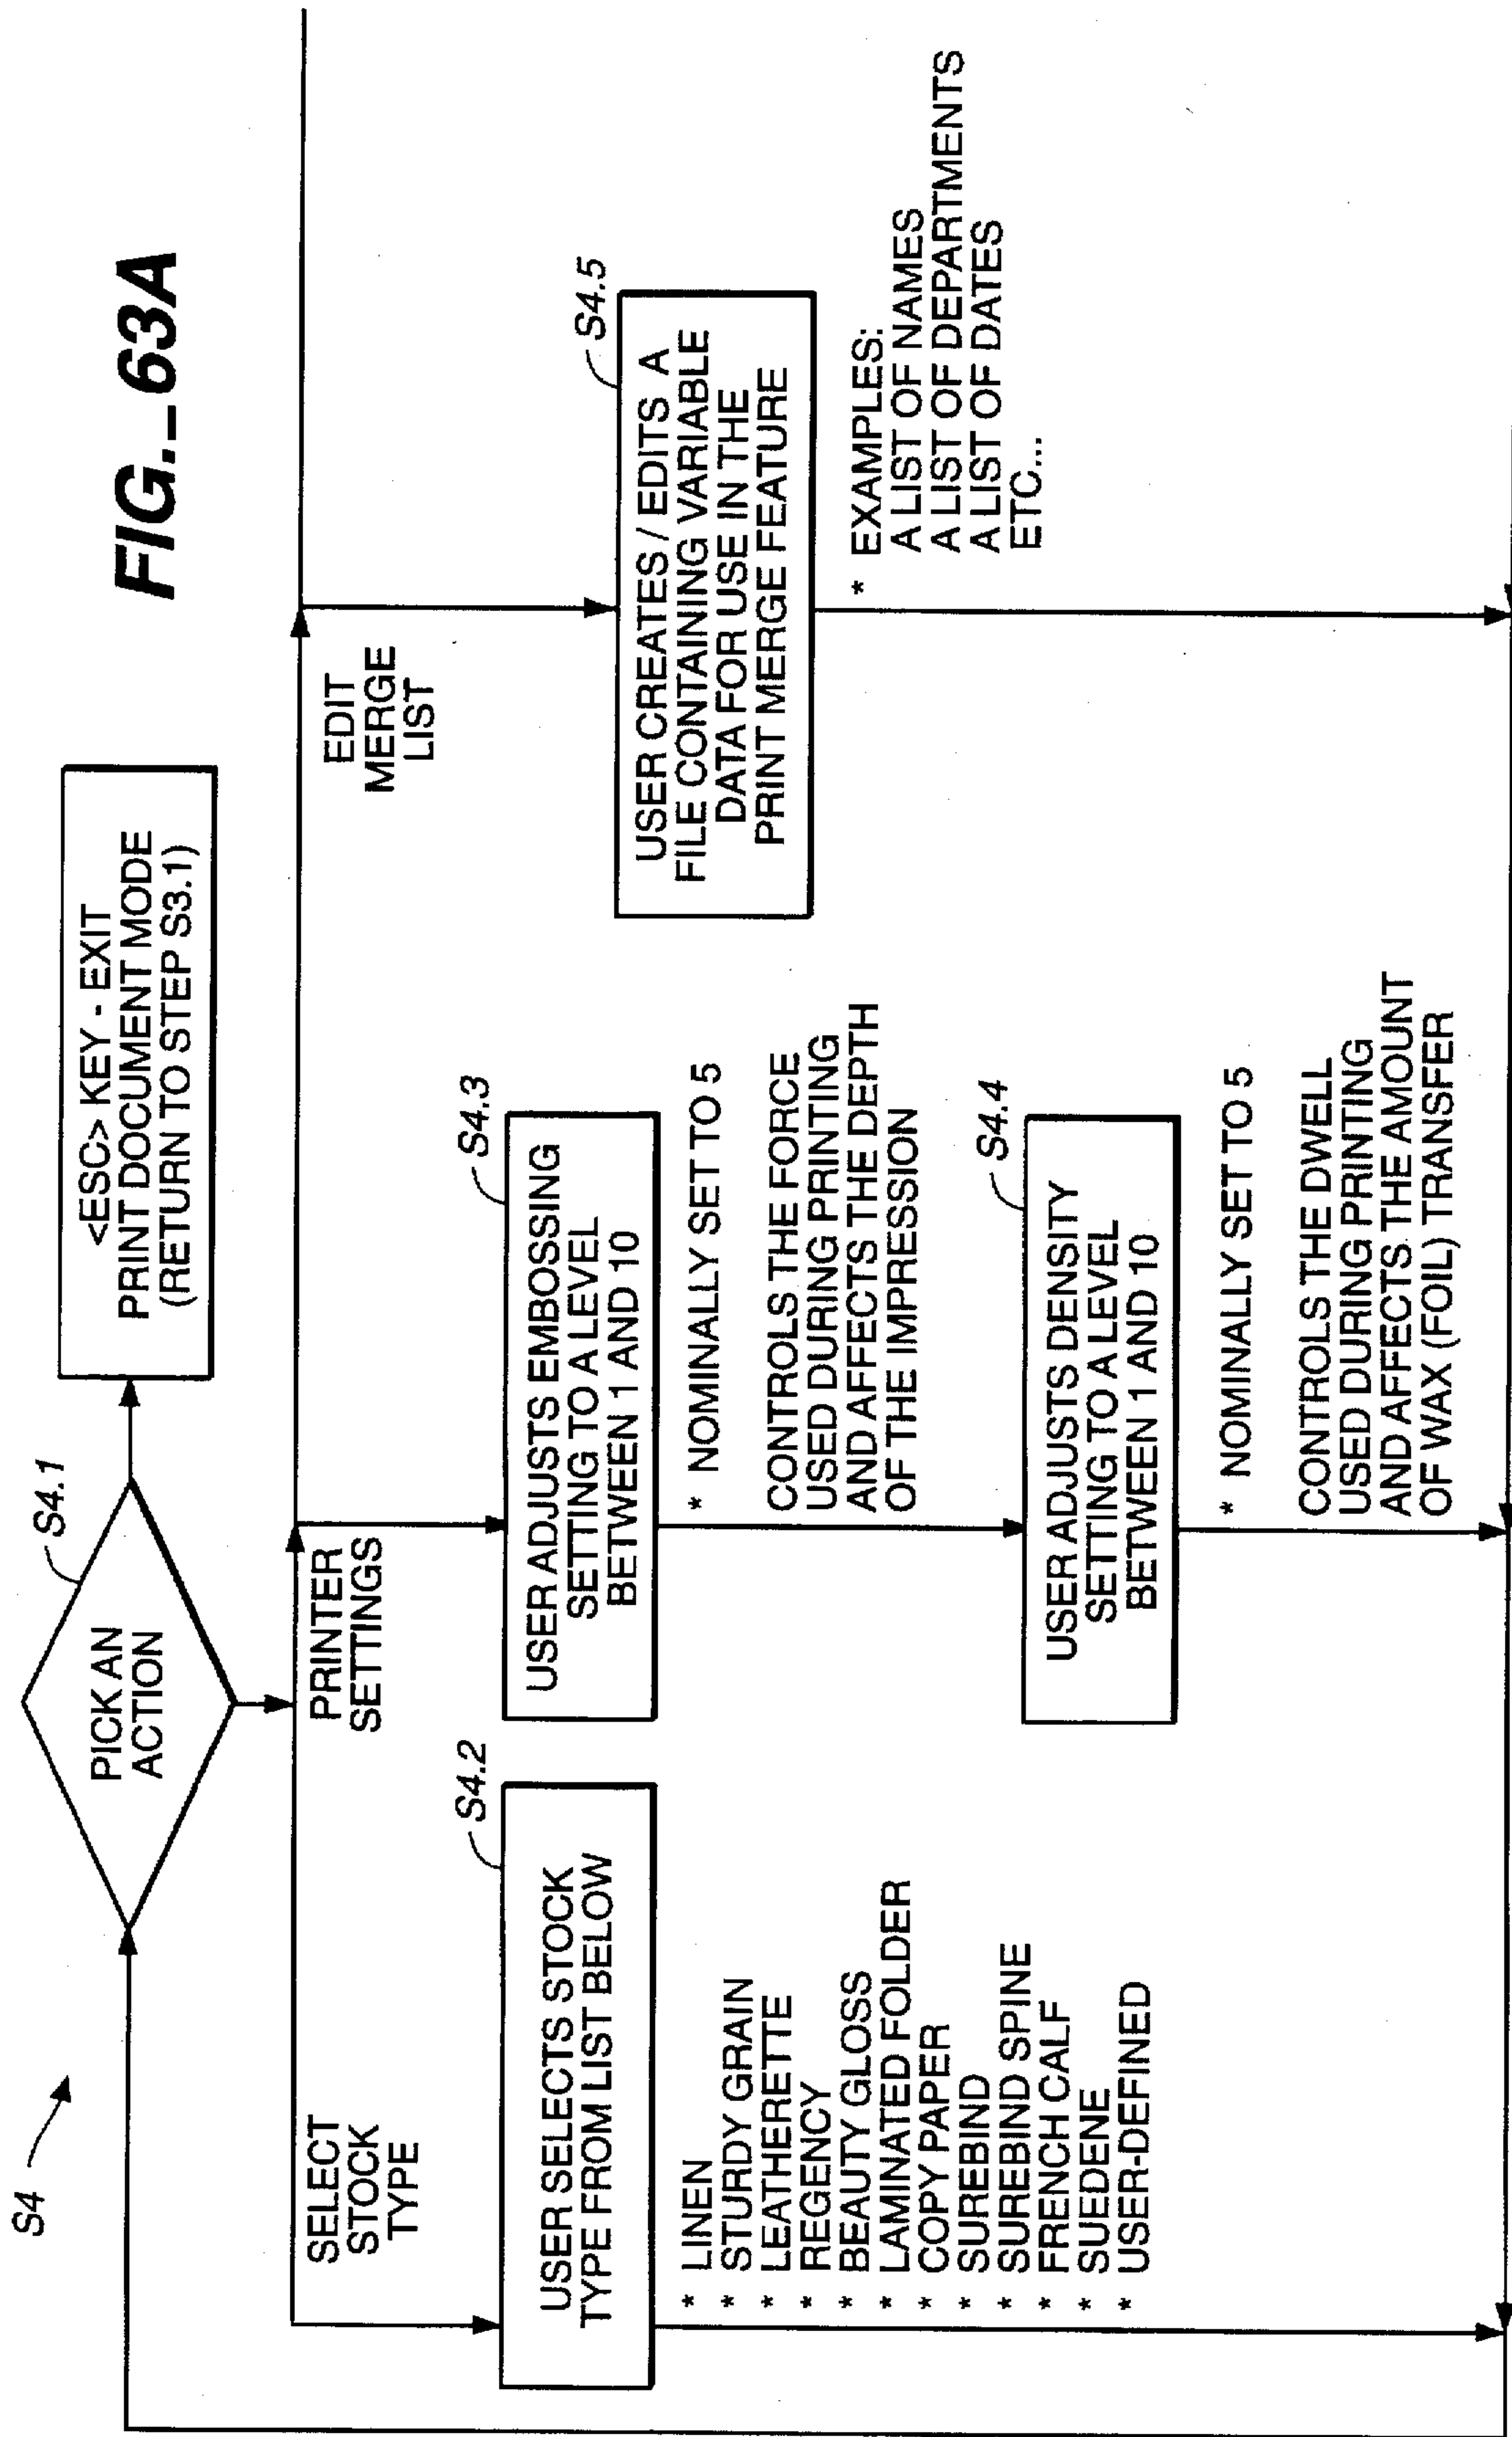 FIG._63A
S4
S4.1
PICK AN
ACTION
<ESC> KEY - EXIT
PRINT DOCUMENT MODE
(RETURN TO STEP S3.1)
SELECT
STOCK
TYPE
S4.2
USER SELECTS STOCK
TYPE FROM LIST BELOW
* LINEN
* STURDY GRAIN
* LEATHERETTE
* REGENCY
* BEAUTY GLOSS
* LAMINATED FOLDER
* COPY PAPER
* SUREBIND
* SUREBIND SPINE
* FRENCH CALF
* SUEDENE
* USER-DEFINED
PRINTER
SETTINGS
S4.3
USER ADJUSTS EMBOSSING
SETTING TO A LEVEL
BETWEEN 1 AND 10
* NOMINALLY SET TO 5
CONTROLS THE FORCE
USED DURING PRINTING
AND AFFECTS THE DEPTH
OF THE IMPRESSION
S4.4
USER ADJUSTS DENSITY
SETTING TO A LEVEL
BETWEEN 1 AND 10
* NOMINALLY SET TO 5
CONTROLS THE DWELL
USED DURING PRINTING
AND AFFECTS THE AMOUNT
OF WAX (FOIL) TRANSFER
EDIT
MERGE
LIST
S4.5
USER CREATES / EDITS A
FILE CONTAINING VARIABLE
DATA FOR USE IN THE
PRINT MERGE FEATURE
* EXAMPLES:
A LIST OF NAMES
A LIST OF DEPARTMENTS
A LIST OF DATES
ETC...